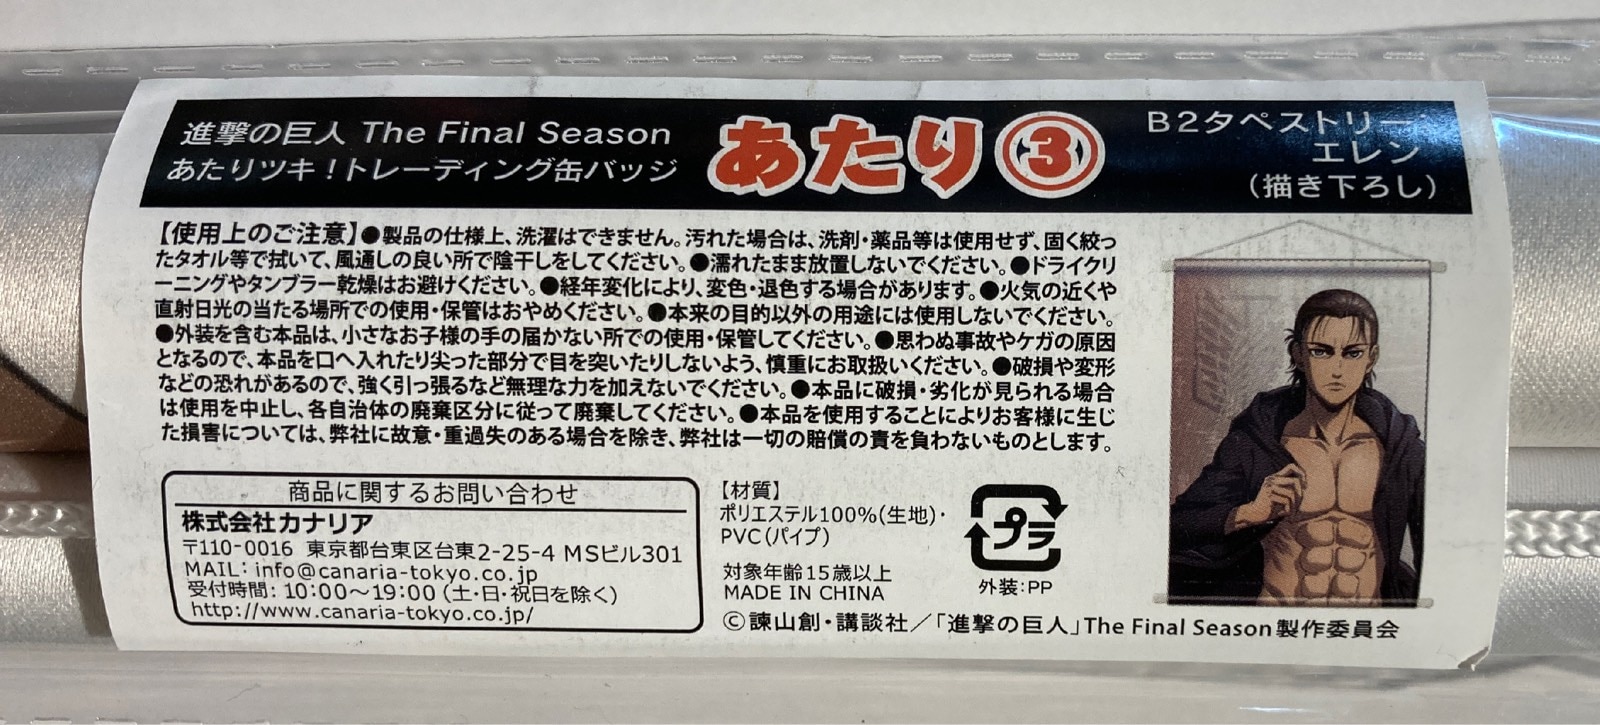 進撃の巨人 The Final Season
あたりツキ！トレーディング缶バッジ
あたり③
B2タペストリー
エレン
（描き下ろし）
【使用上のご注意】●製品の仕様上、洗濯はできません。汚れた場合は、洗剤・薬品等は使用せず、固く絞っ
たタオル等で拭いて、風通しの良い所で陰干しをしてください。●濡れたまま放置しないでください。●ドライクリ
ーニングやタンブラー乾燥はお避けください。●経年変化により、変色・退色する場合があります。●火気の近くや
直射日光の当たる場所での使用・保管はおやめください。●本来の目的以外の用途には使用しないでください。
●外装を含む本品は、小さなお子様の手の届かない所での使用・保管してください。●思わぬ事故やケガの原因
となるので、本品を口へ入れたり尖った部分で目を突いたりしないよう、慎重にお取扱いください。●破損や変形
などの恐れがあるので、強く引っ張るなど無理な力を加えないでください。●本品に破損・劣化が見られる場合
は使用を中止し、各自治体の廃棄区分に従って廃棄してください。●本品を使用することによりお客様に生じ
た損害については、弊社に故意・重過失のある場合を除き、弊社は一切の賠償の責を負わないものとします。
商品に関するお問い合わせ
株式会社カナリア
〒110-0016 東京都台東区台東2-25-4 MSビル301
MAIL：info@canaria-tokyo.co.jp
受付時間：10:00～19:00（土・日・祝日を除く）
http://www.canaria-tokyo.co.jp/
【材質】
ポリエステル100%（生地）・
PVC（パイプ）
対象年齢15歳以上
MADE IN CHINA
プラ
外装：PP
©諫山創・講談社／「進撃の巨人」The Final Season製作委員会